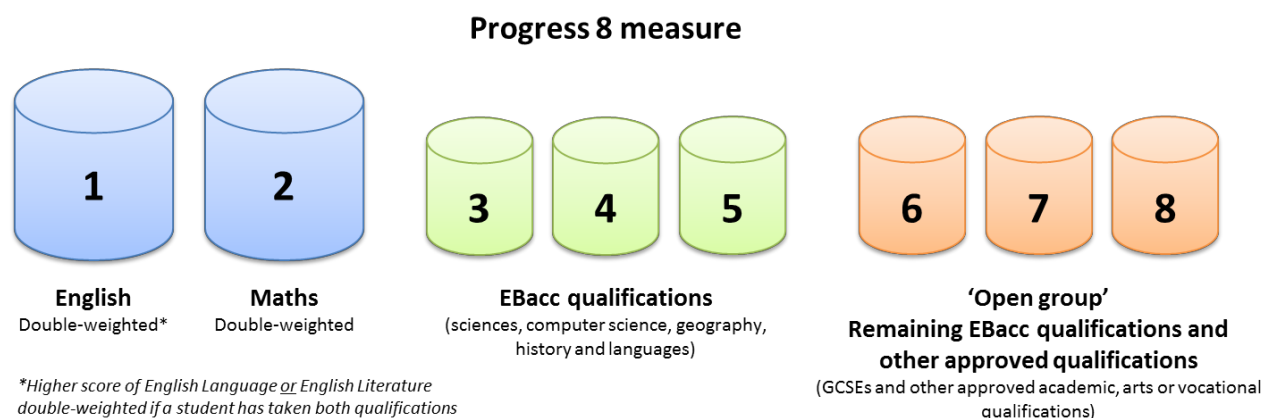 Progress 8 measure
1
2
3
4
5
6
7
8
English
Double-weighted*
Maths
Double-weighted
EBacc qualifications
(sciences, computer science, geography,
history and languages)
‘Open group’
Remaining EBacc qualifications and
other approved qualifications
(GCSEs and other approved academic, arts or vocational
qualifications)
*Higher score of English Language or English Literature
double-weighted if a student has taken both qualifications